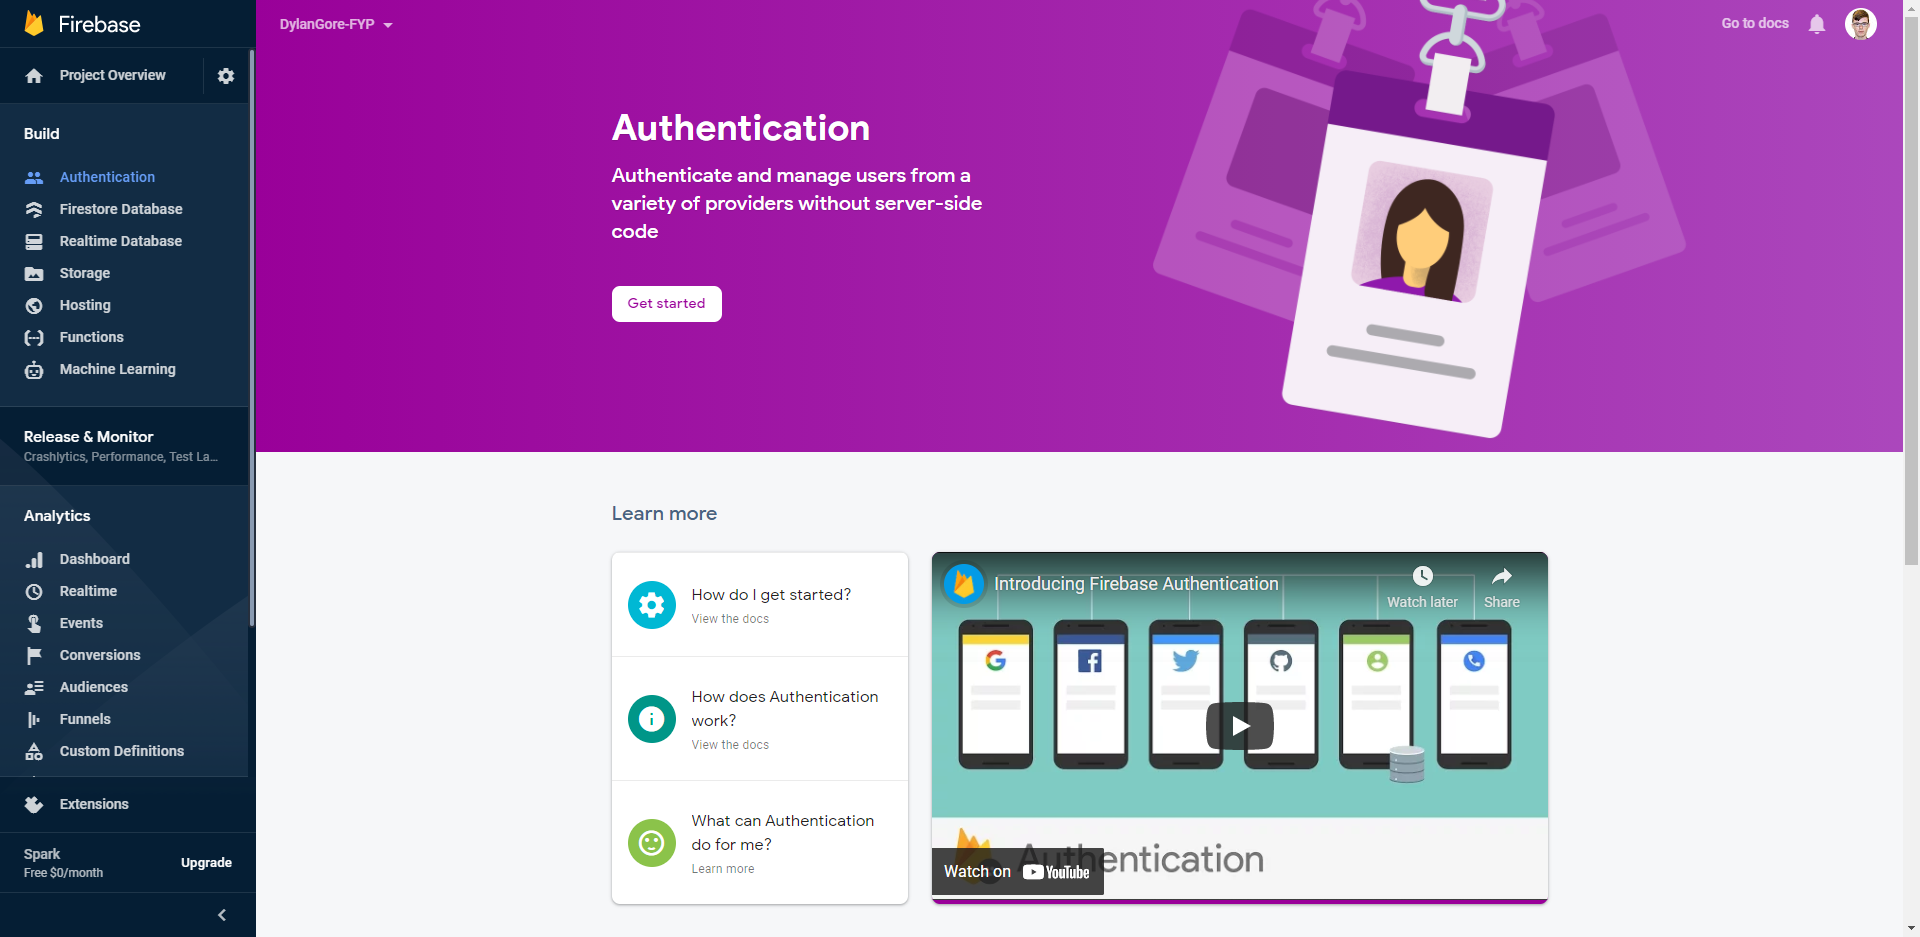 Firebase
Project Overview
Build
Authentication
Firestore Database
Realtime Database
Storage
Hosting
Functions
Machine Learning
Release & Monitor
Crashlytics, Performance, Test La...
Analytics
Dashboard
Realtime
Events
Conversions
Audiences
Funnels
Custom Definitions
Extensions
Spark
Free $0/month
Upgrade
DylanGore-FYP
Go to docs
Authentication
Authenticate and manage users from a
variety of providers without server-side
code
Get started
Learn more
How do I get started?
View the docs
How does Authentication
work?
View the docs
What can Authentication
do for me?
Learn more
Introducing Firebase Authentication
Watch later
Share
Authentication
Watch on YouTube